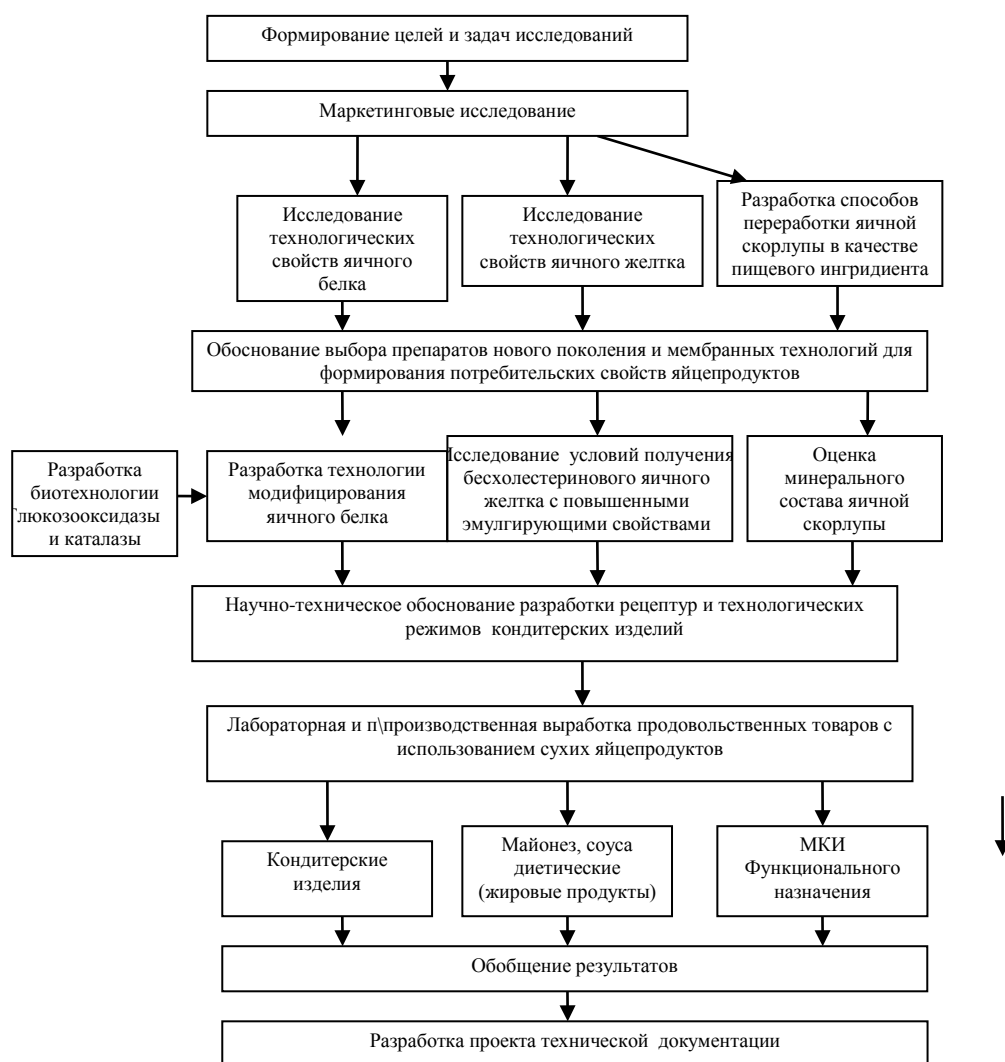 Формирование целей и задач исследований
Маркетинговые исследование
Исследование
технологических
свойств яичного
белка
Исследование
технологических
свойств яичного желтка
Разработка способов
переработки яичной
скорлупы в качестве
пищевого ингридиента
Обоснование выбора препаратов нового поколения и мембранных технологий для
формирования потребительских свойств яйцепродуктов
Разработка
биотехнологии
глюкозооксидазы
и каталазы
Разработка технологии
модифицирования
яичного белка
Исследование условий получения
бесхолестеринового яичного
желтка с повышенными
эмулгирующими свойствами
Оценка
минерального
состава яичной
скорлупы
Научно-техническое обоснование разработки рецептур и технологических
режимов кондитерских изделий
Лабораторная и п\производственная выработка продовольственных товаров с
использованием сухих яйцепродуктов
Кондитерские
изделия
Майонез, соуса
диетические
(жировые продукты)
МКИ
Функционального
назначения
Обобщение результатов
Разработка проекта технической документации